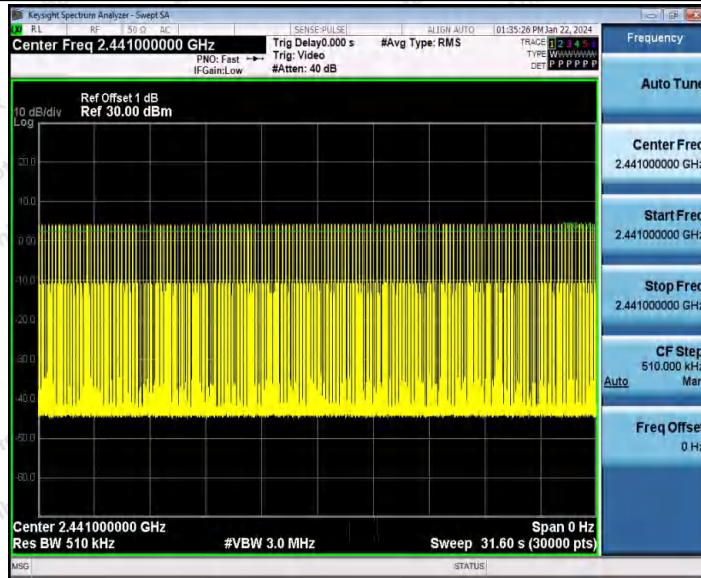 Keysight Spectrum Analyzer - Swept SA
RL RF 50 Ω AC SENSE:PULSE ALIGN AUTO 01:35:26 PM Jan 22, 2024
Center Freq 2.441000000 GHz
PNO: Fast
IFGain:Low
Trig Delay0.000 s
Trig: Video
#Atten: 40 dB
#Avg Type: RMS
TRACE 1 2 3 4 5 6
TYPE WWWWWW
DET P P P P P P
Ref Offset 1 dB
10 dB/div Ref 30.00 dBm
Log
20.0
10.0
0.00
-10.0
-20.0
-30.0
-40.0
-50.0
-60.0
Center 2.441000000 GHz Span 0 Hz
Res BW 510 kHz #VBW 3.0 MHz Sweep 31.60 s (30000 pts)
MSG STATUS
Frequency
Auto Tune
Center Freq
2.441000000 GHz
Start Freq
2.441000000 GHz
Stop Freq
2.441000000 GHz
CF Step
510.000 kHz
Auto Man
Freq Offset
0 Hz